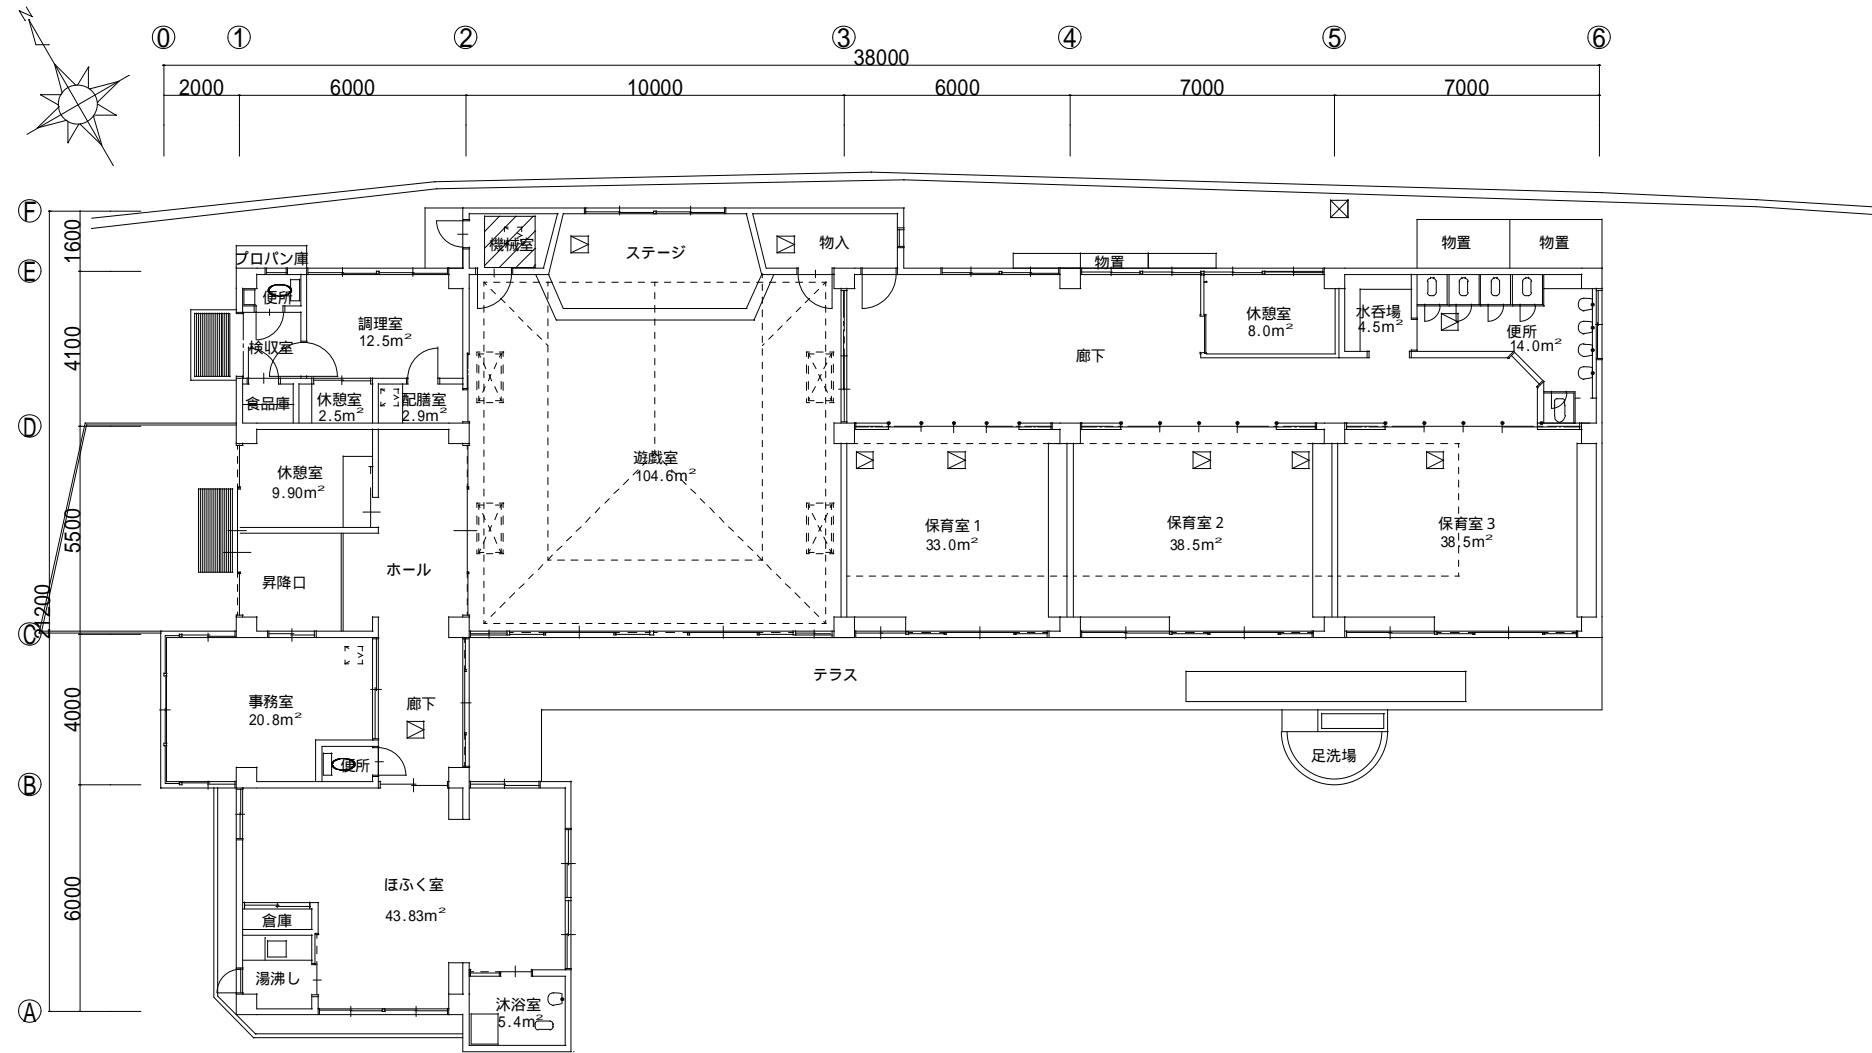 N
⓪ ① ② ③ ④ ⑤ ⑥
38000
2000 6000 10000 6000 7000 7000
Ⓕ
1600
Ⓔ
4100
Ⓓ
5500
21200
Ⓒ
4000
Ⓑ
6000
Ⓐ
プロパン庫
機械室
ステージ
物入
物置
物置
物置
便所
調理室
12.5m²
検収室
食品庫
休憩室
2.5m²
配膳室
2.9m²
廊下
休憩室
8.0m²
水呑場
4.5m²
便所
14.0m²
休憩室
9.90m²
昇降口
ホール
遊戯室
104.6m²
保育室1
33.0m²
保育室2
38.5m²
保育室3
38.5m²
テラス
足洗場
事務室
20.8m²
廊下
便所
ほふく室
43.83m²
倉庫
湯沸し
沐浴室
5.4m²